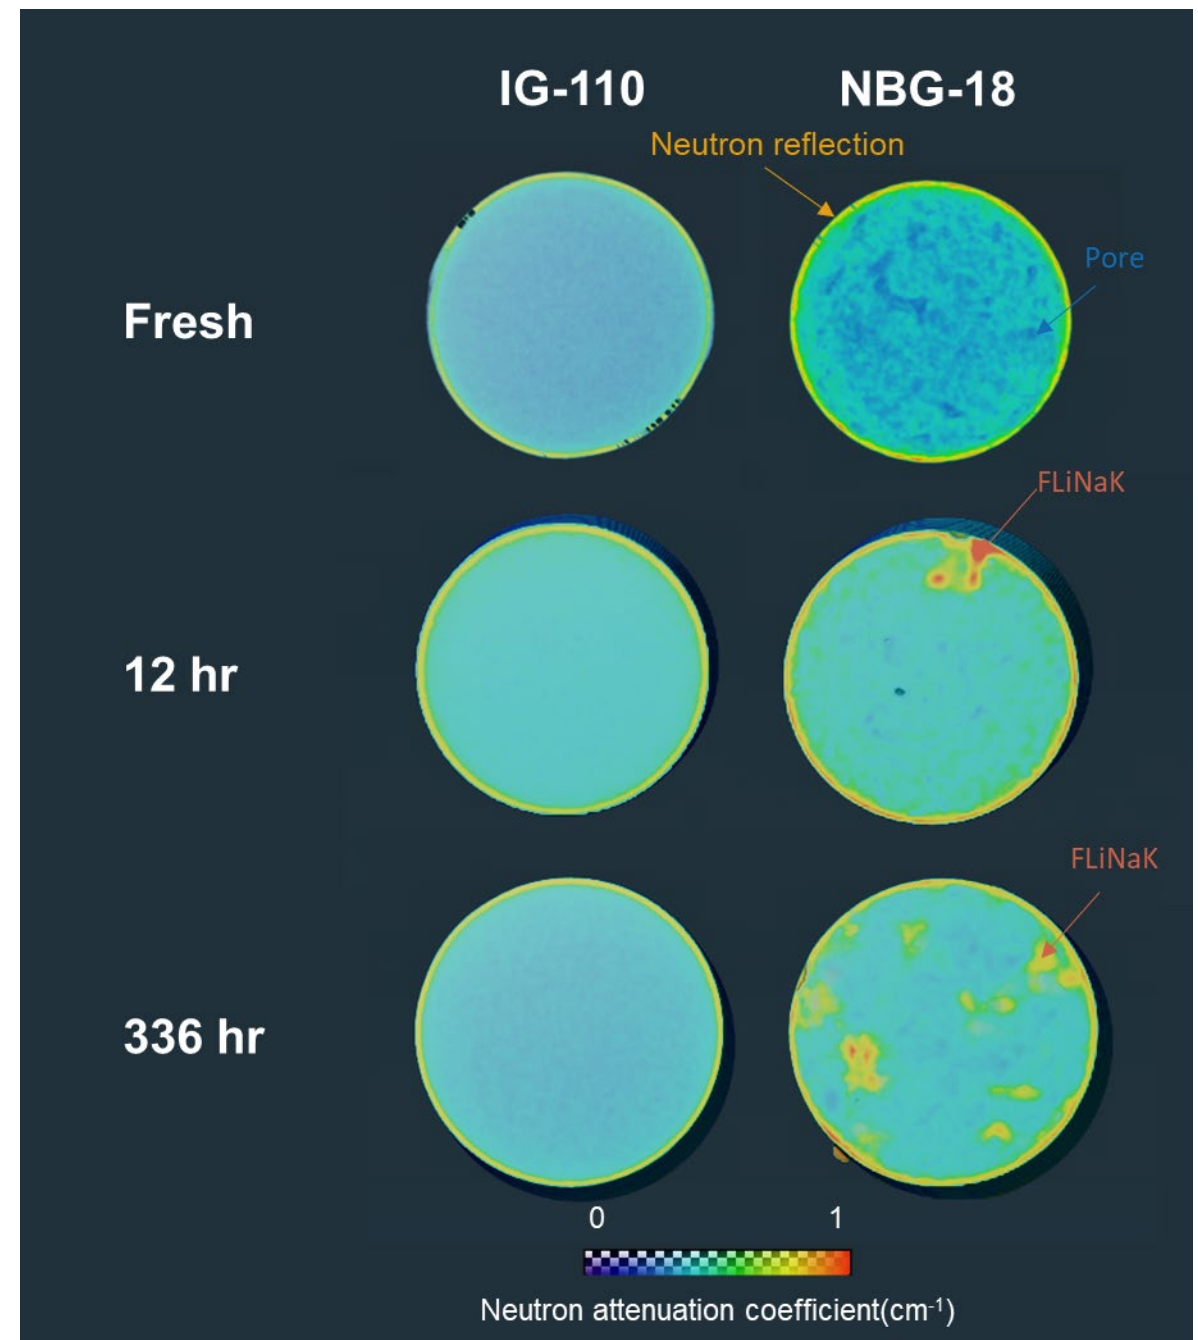 IG-110
NBG-18
Neutron reflection
Pore
Fresh
FLiNaK
12 hr
FLiNaK
336 hr
0
1
Neutron attenuation coefficient(cm⁻¹)